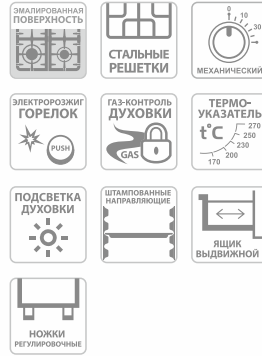 ЭМАЛИРОВАННАЯ
ПОВЕРХНОСТЬ
СТАЛЬНЫЕ
РЕШЕТКИ
0
10
30
МЕХАНИЧЕСКИЙ
ЭЛЕКТРОРОЗЖИГ
ГОРЕЛОК
PUSH
ГАЗ-КОНТРОЛЬ
ДУХОВКИ
GAS
ТЕРМО-
УКАЗАТЕЛЬ
t°C
270
250
230
200
170
ПОДСВЕТКА
ДУХОВКИ
ШТАМПОВАННЫЕ
НАПРАВЛЯЮЩИЕ
ЯЩИК
ВЫДВИЖНОЙ
НОЖКИ
РЕГУЛИРОВОЧНЫЕ